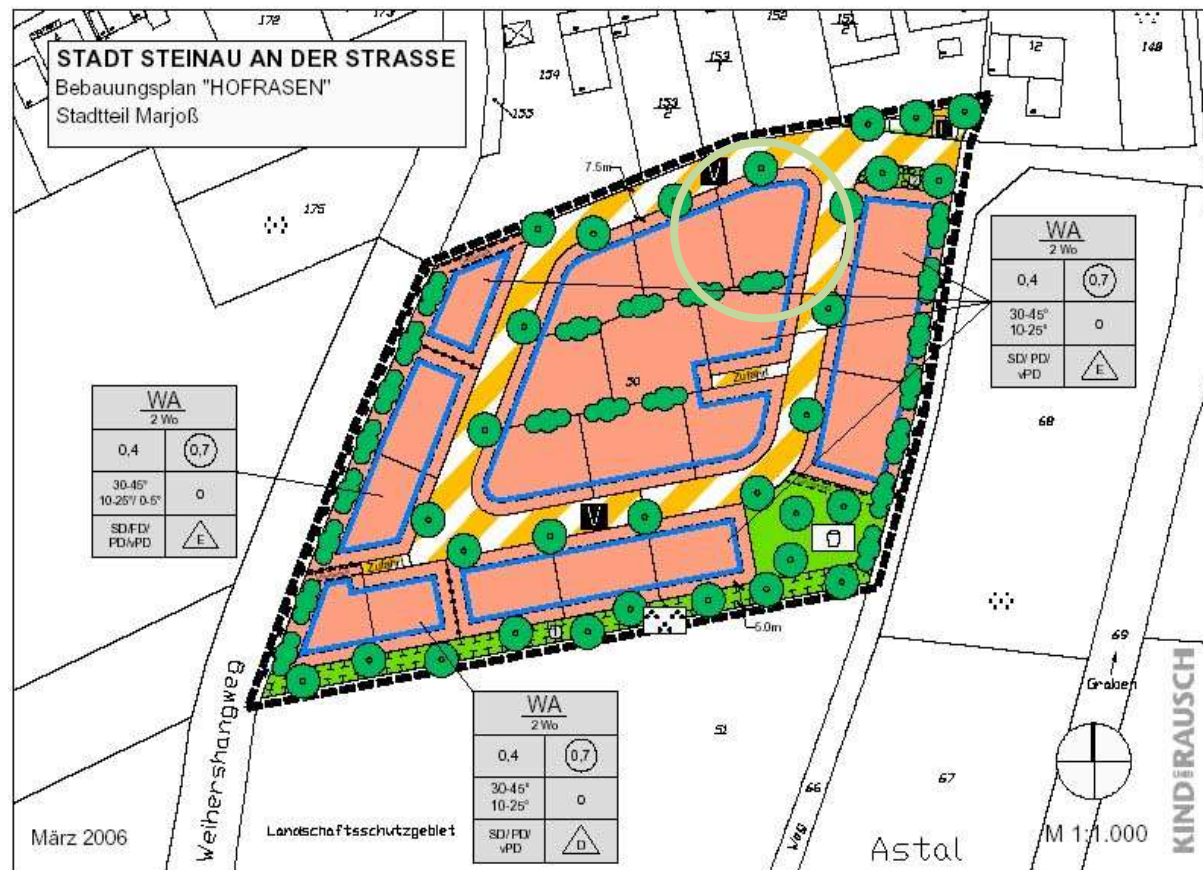 172
173
152
151
2
153
1
12
148
STADT STEINAU AN DER STRASSE
Bebauungsplan "HOFRASEN"
Stadtteil Marjoß
154
155
153
2
7.5m
V
175
WA
2 Wo
0,4
0,7
30-45°
10-25°
o
SD/ PD/
vPD
E
30
Zufahrt
68
WA
2 Wo
0,4
0,7
30-45°
10-25°/ 0-5°
o
SD/FD/
PD/vPD
E
V
Zufahrt
5.0m
69
Graben
WA
2 Wo
0,4
0,7
30-45°
10-25°
o
SD/ PD/
vPD
D
51
66
67
Weihershangweg
Landschaftsschutzgebiet
Weg
Astal
März 2006
M 1:1.000
KIND RAUSCH